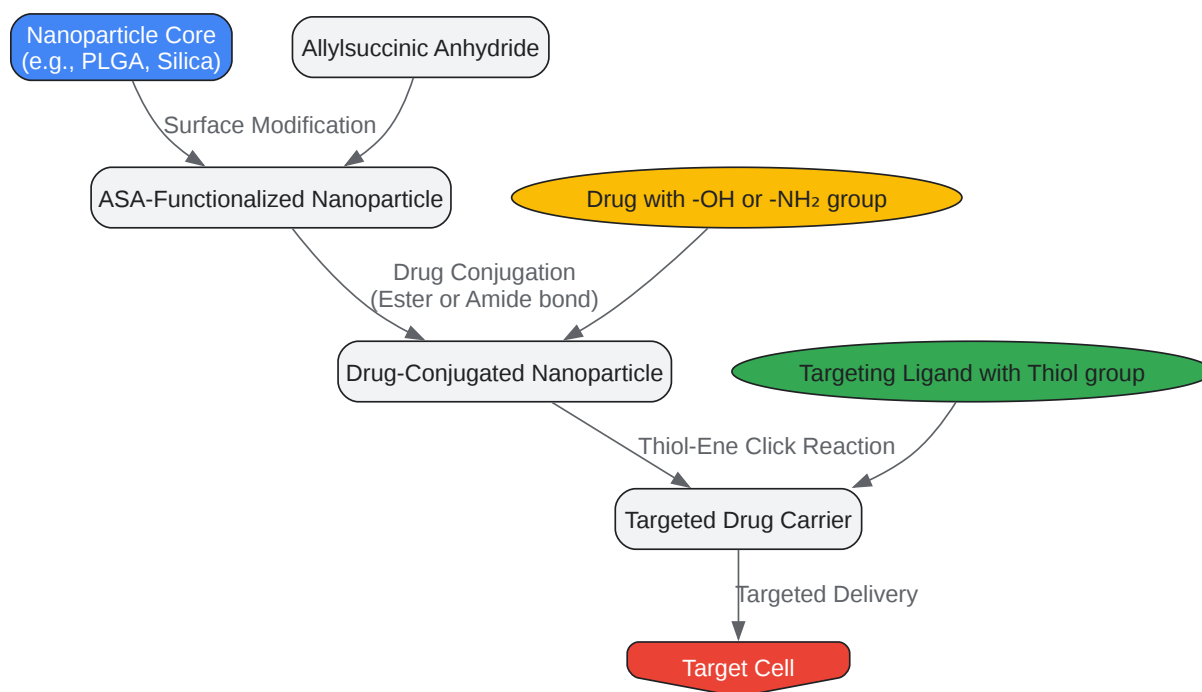 Nanoparticle Core
(e.g., PLGA, Silica)
Allylsuccinic Anhydride
Surface Modification
ASA-Functionalized Nanoparticle
Drug with -OH or -NH₂ group
Drug Conjugation
(Ester or Amide bond)
Drug-Conjugated Nanoparticle
Targeting Ligand with Thiol group
Thiol-Ene Click Reaction
Targeted Drug Carrier
Targeted Delivery
Target Cell